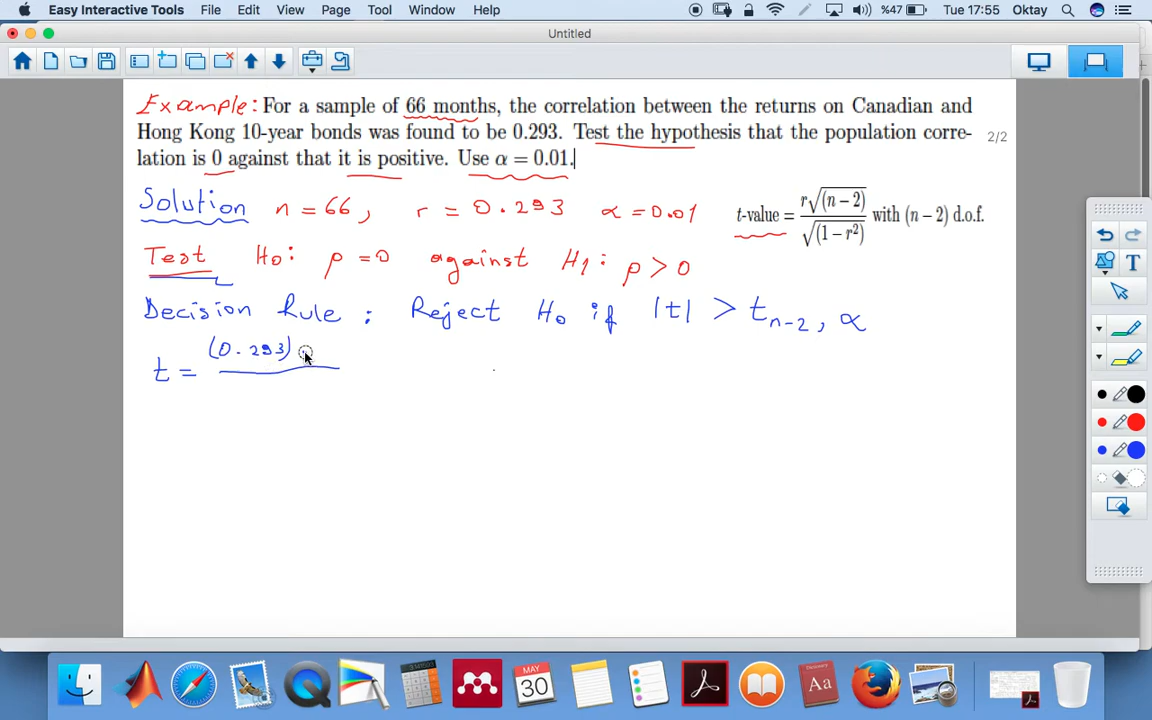 Easy Interactive Tools File Edit View Page Tool Window Help %47 Tue 17:55 Oktay
Untitled
Example: For a sample of 66 months, the correlation between the returns on Canadian and
Hong Kong 10-year bonds was found to be 0.293. Test the hypothesis that the population corre-
lation is 0 against that it is positive. Use α = 0.01.
2/2
Solution n = 66, r = 0.293 α = 0.01
t-value = r√(n − 2) / √(1 − r²) with (n − 2) d.o.f.
Test H₀: ρ = 0 against H₁: ρ > 0
Decision Rule : Reject H₀ if |t| > t n-2, α
t = (0.293)
T
MAY
30
Aa
Dictionary